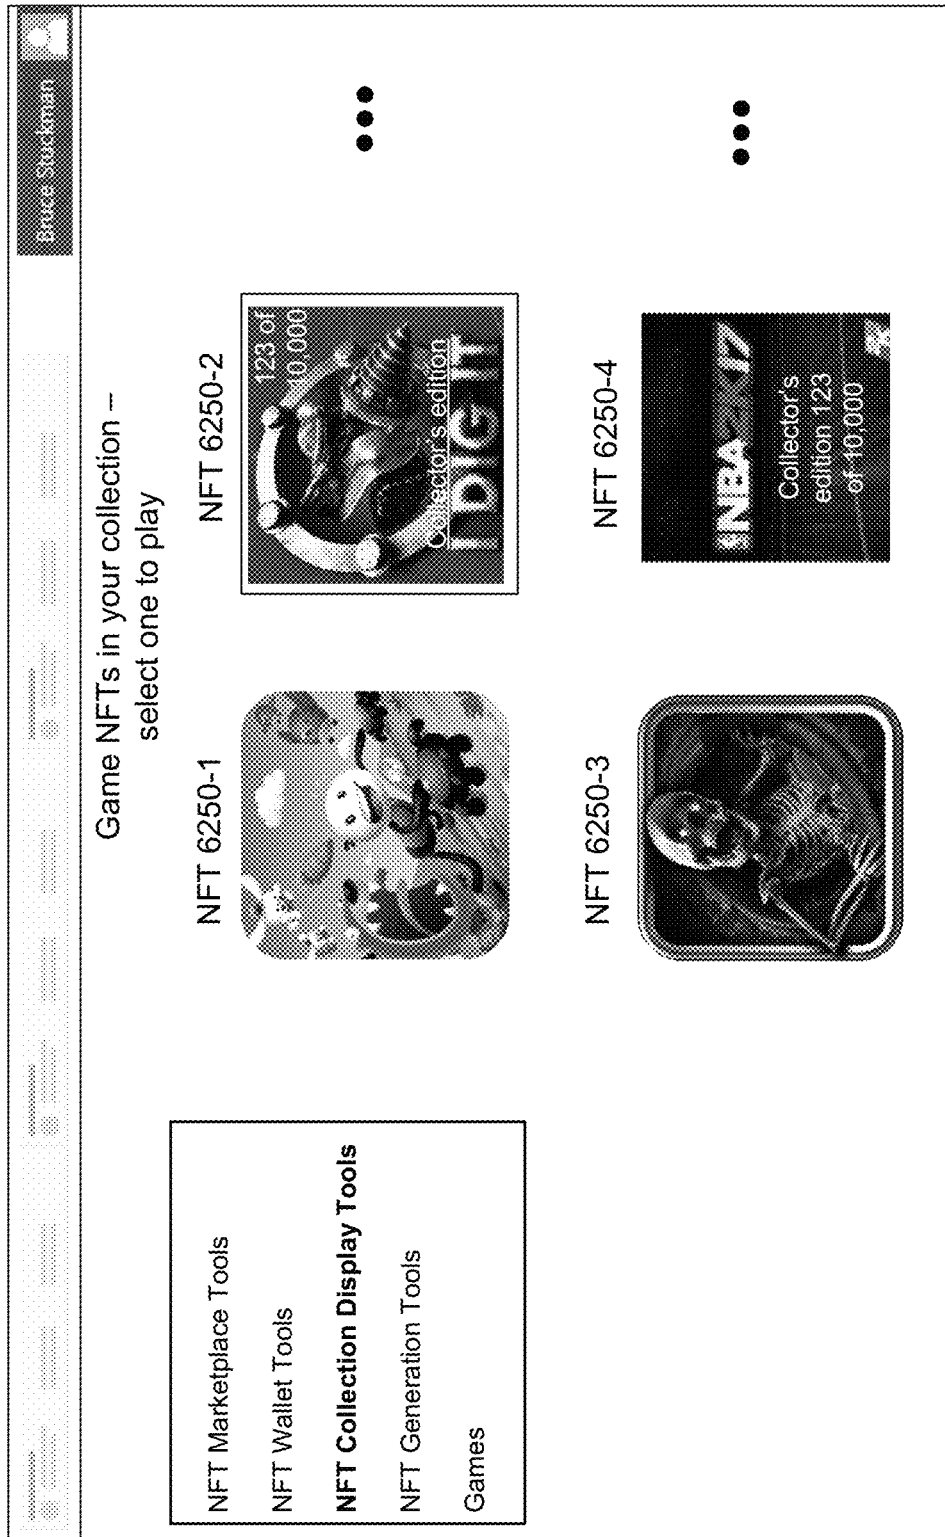 Bruce Stuckman
Game NFTs in your collection –
select one to play
NFT Marketplace Tools
NFT Wallet Tools
NFT Collection Display Tools
NFT Generation Tools
Games
NFT 6250-1
NFT 6250-2
123 of
10,000
Collector's edition
I DIG IT
NFT 6250-3
NFT 6250-4
NBA 2K17
Collector's
edition 123
of 10,000